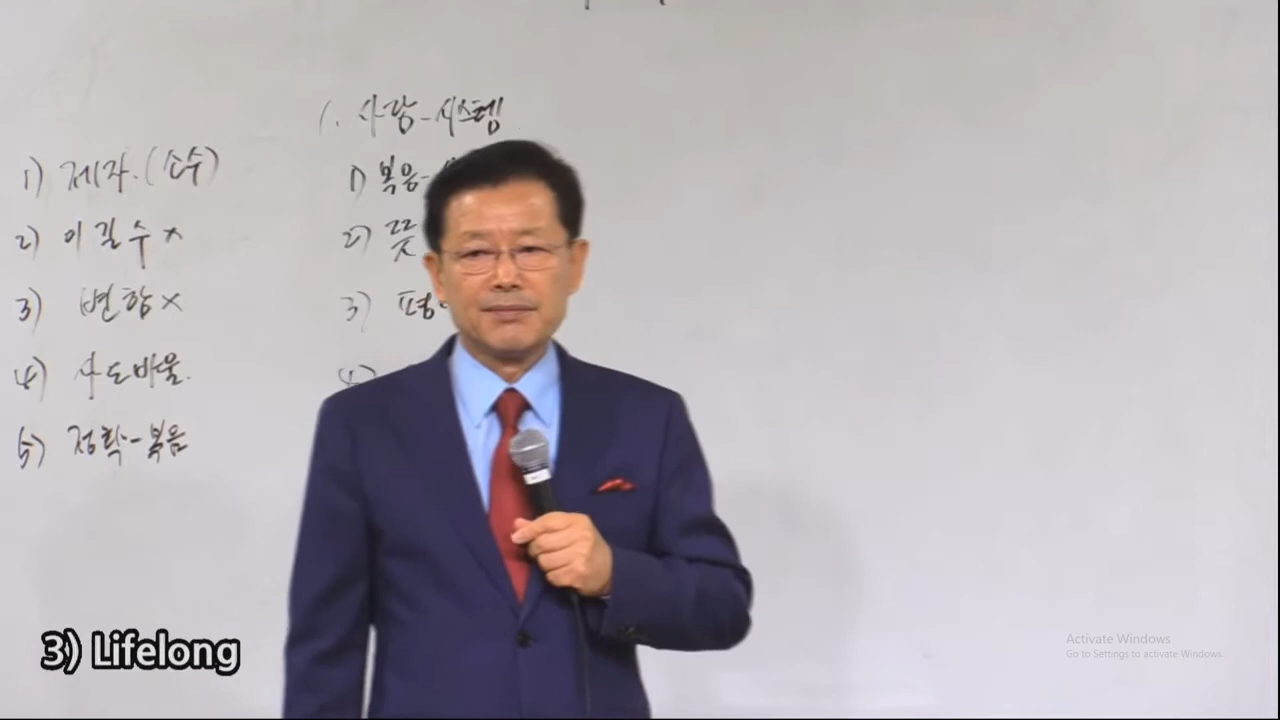 1) 제자. (소수)
2) 이길수 x
3) 변함 x
4) 사도바울.
5) 정확-복음
1. 사람-시스템
1) 복음-
2) 뜻
3)
4)
3) Lifelong
Activate Windows
Go to Settings to activate Windows.